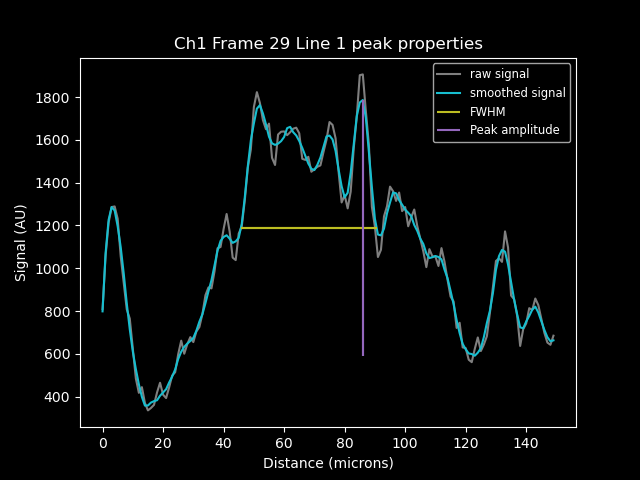 Ch1 Frame 29 Line 1 peak properties
raw signal
smoothed signal
FWHM
Peak amplitude
Signal (AU)
1800
1600
1400
1200
1000
800
600
400
0 20 40 60 80 100 120 140
Distance (microns)